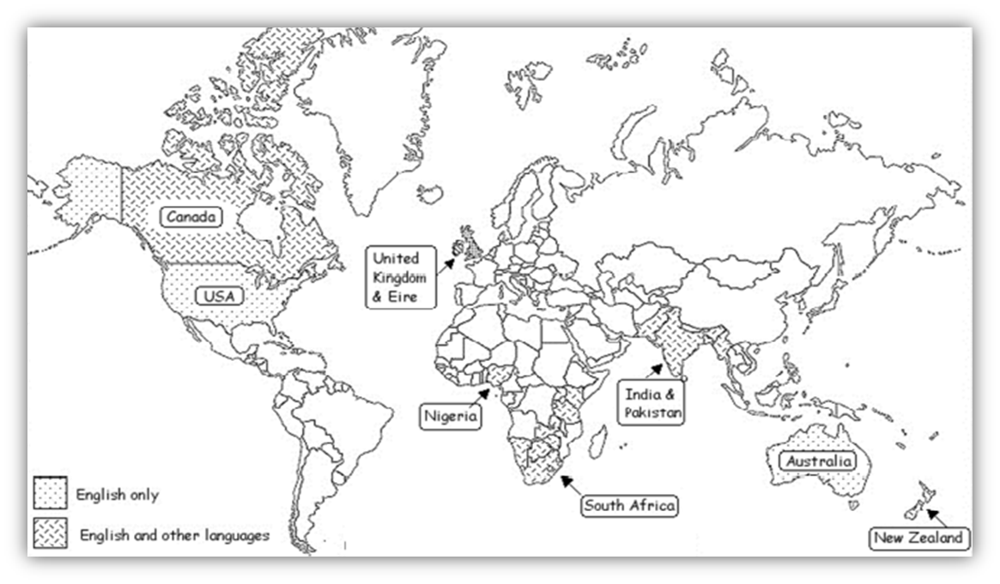 Canada
USA
United
Kingdom
& Eire
Nigeria
India &
Pakistan
South Africa
Australia
New Zealand
English only
English and other languages